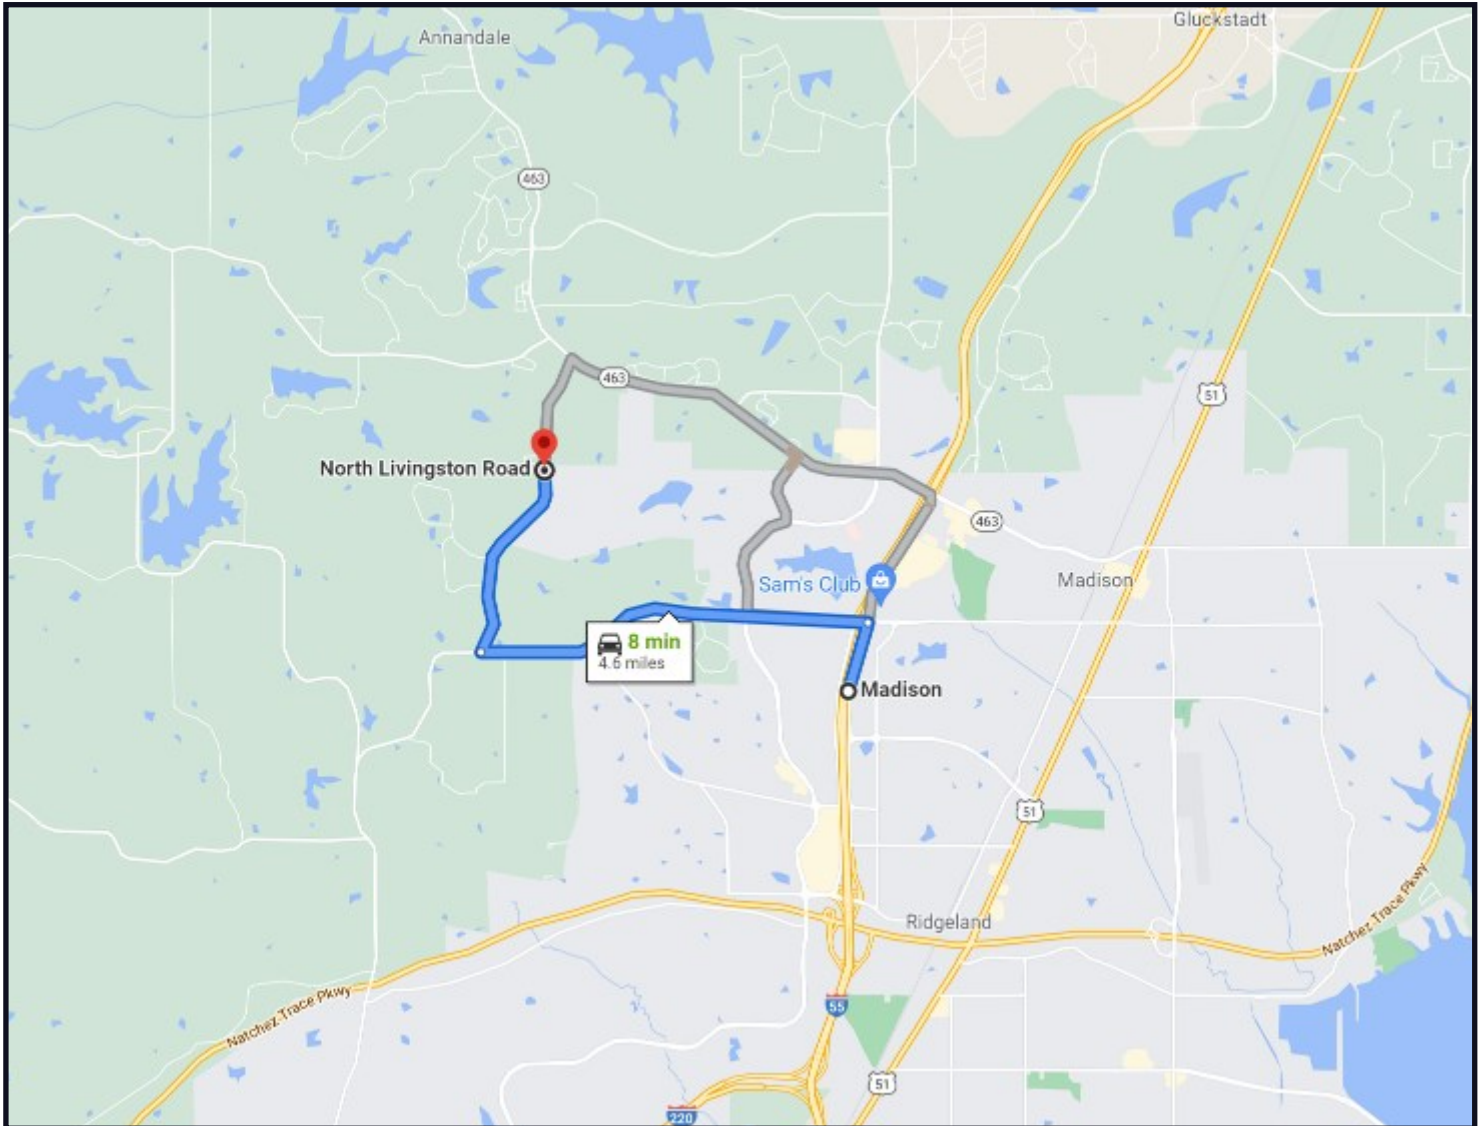 Gluckstadt
Annandale
463
463
51
North Livingston Road
463
Sam's Club
Madison
8 min
4.6 miles
Madison
51
Ridgeland
Natchez Trace Pkwy
Natchez Trace Pkwy
55
51
220